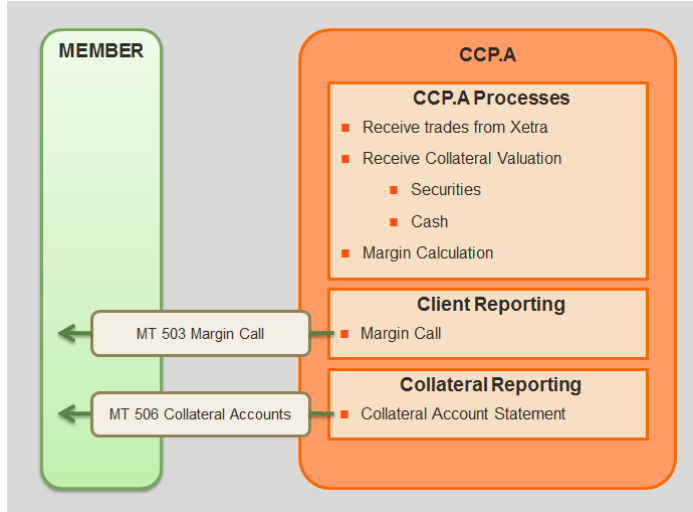 MEMBER
CCP.A
CCP.A Processes
Receive trades from Xetra
Receive Collateral Valuation
Securities
Cash
Margin Calculation
Client Reporting
MT 503 Margin Call
Margin Call
Collateral Reporting
MT 506 Collateral Accounts
Collateral Account Statement